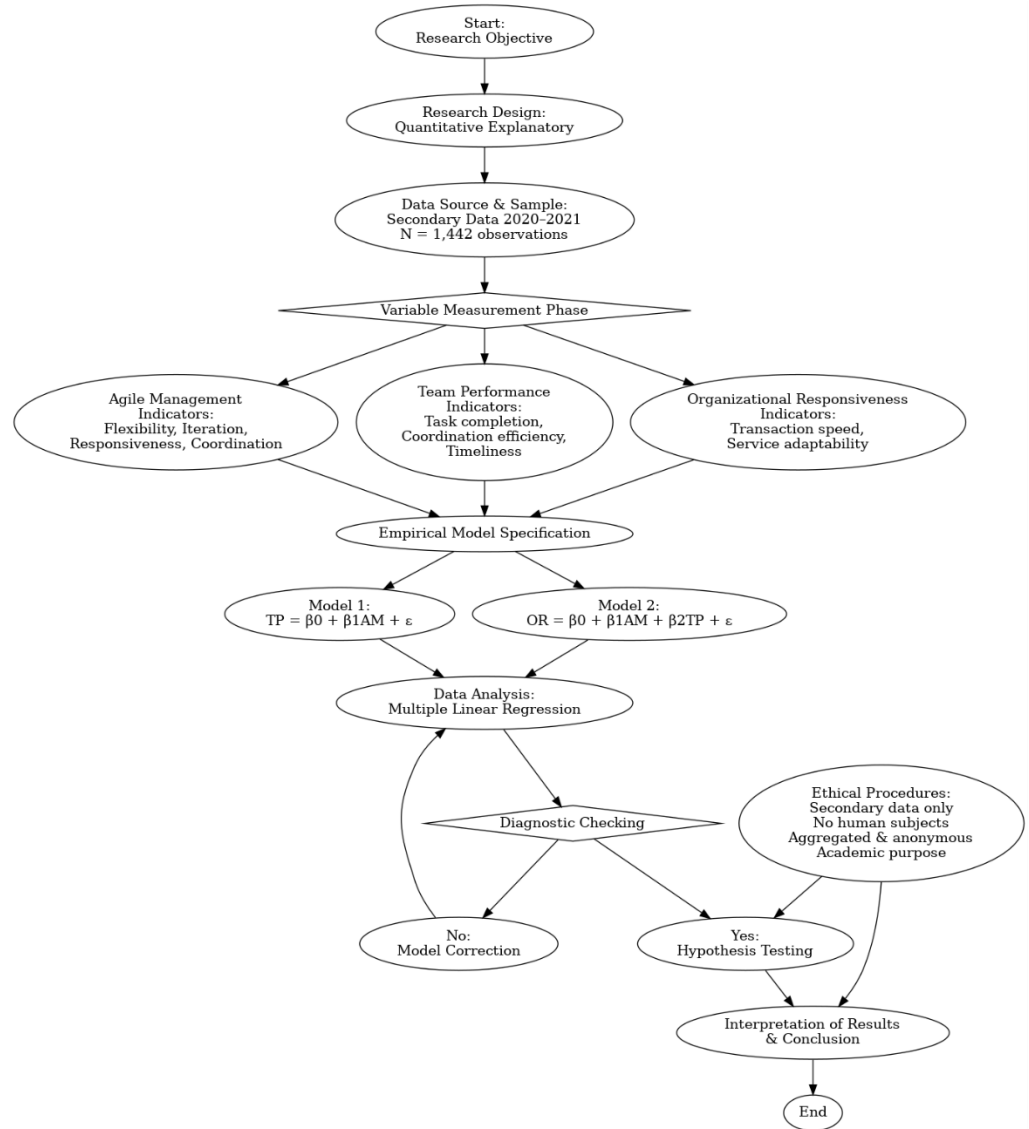 Start:
Research Objective
Research Design:
Quantitative Explanatory
Data Source & Sample:
Secondary Data 2020–2021
N = 1,442 observations
Variable Measurement Phase
Agile Management
Indicators:
Flexibility, Iteration,
Responsiveness, Coordination
Team Performance
Indicators:
Task completion,
Coordination efficiency,
Timeliness
Organizational Responsiveness
Indicators:
Transaction speed,
Service adaptability
Empirical Model Specification
Model 1:
TP = β0 + β1AM + ε
Model 2:
OR = β0 + β1AM + β2TP + ε
Data Analysis:
Multiple Linear Regression
Diagnostic Checking
Ethical Procedures:
Secondary data only
No human subjects
Aggregated & anonymous
Academic purpose
No:
Model Correction
Yes:
Hypothesis Testing
Interpretation of Results
& Conclusion
End